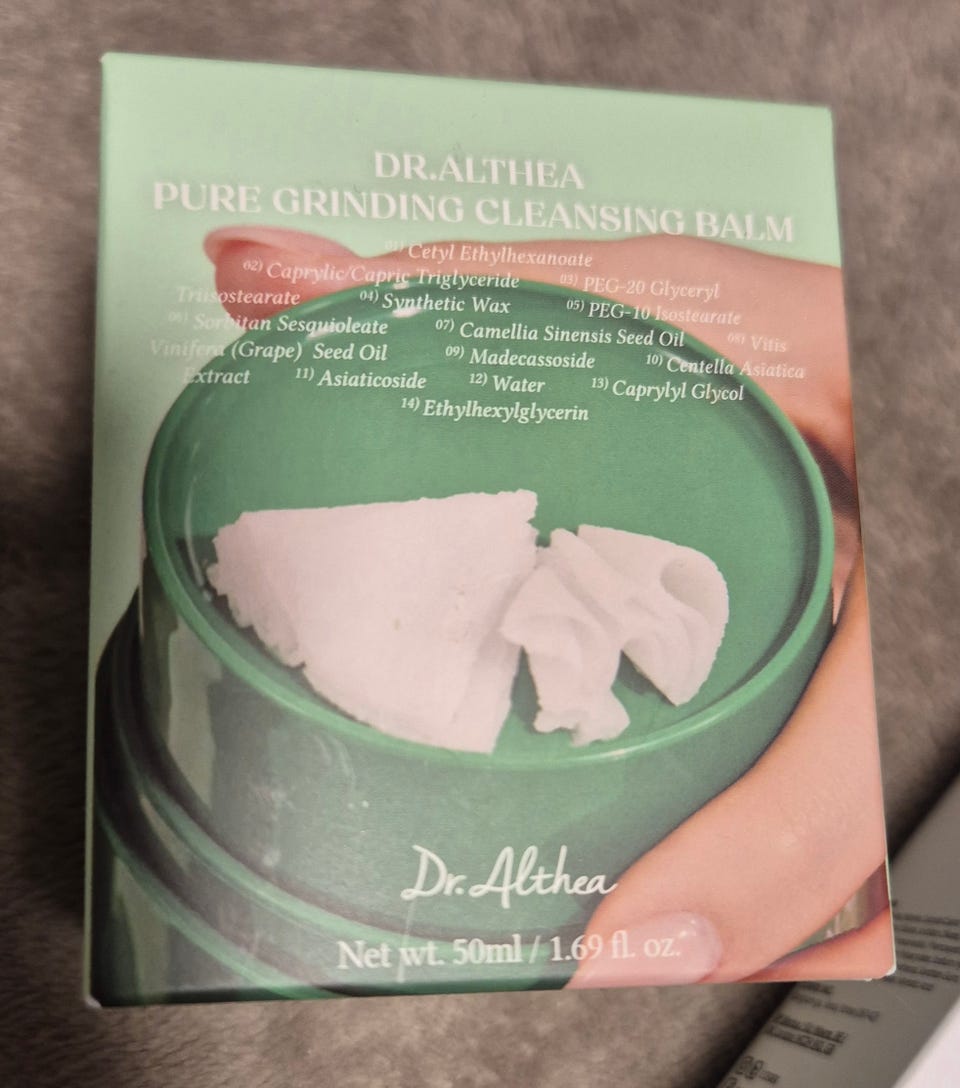 DR.ALTHEA
PURE GRINDING CLEANSING BALM
01) Cetyl Ethylhexanoate
02) Caprylic/Capric Triglyceride 03) PEG-20 Glyceryl
Triisostearate 04) Synthetic Wax 05) PEG-10 Isostearate
06) Sorbitan Sesquioleate 07) Camellia Sinensis Seed Oil 08) Vitis
Vinifera (Grape) Seed Oil 09) Madecassoside 10) Centella Asiatica
Extract 11) Asiaticoside 12) Water 13) Caprylyl Glycol
14) Ethylhexylglycerin
Dr. Althea
Net wt. 50ml / 1.69 fl. oz.